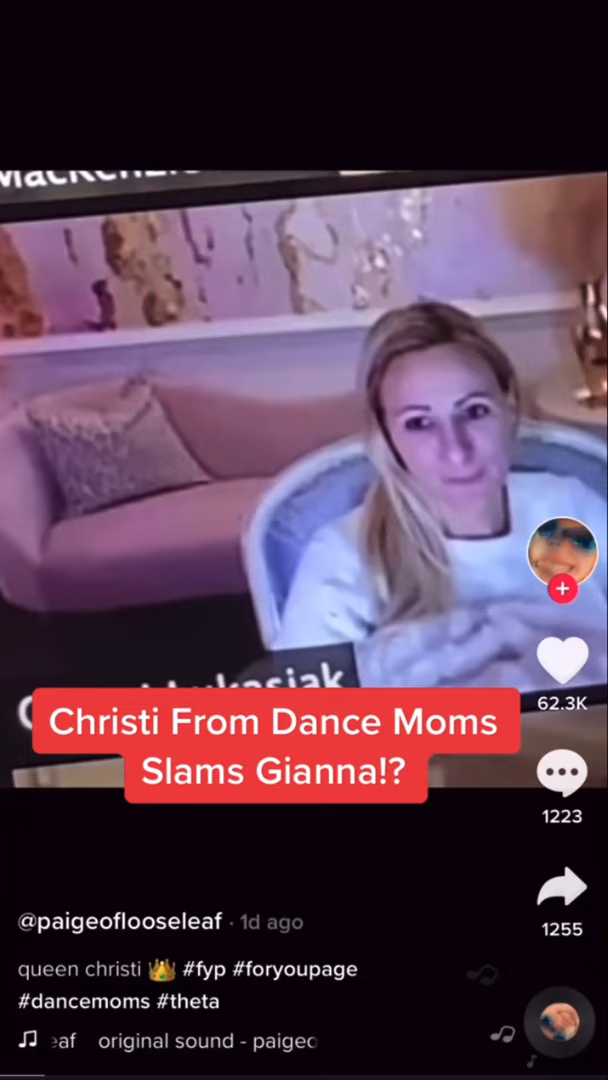 Christi From Dance Moms
Slams Gianna!?
62.3K
1223
1255
@paigeoflooseleaf · 1d ago
queen christi 👑 #fyp #foryoupage
#dancemoms #theta
original sound - paigeo